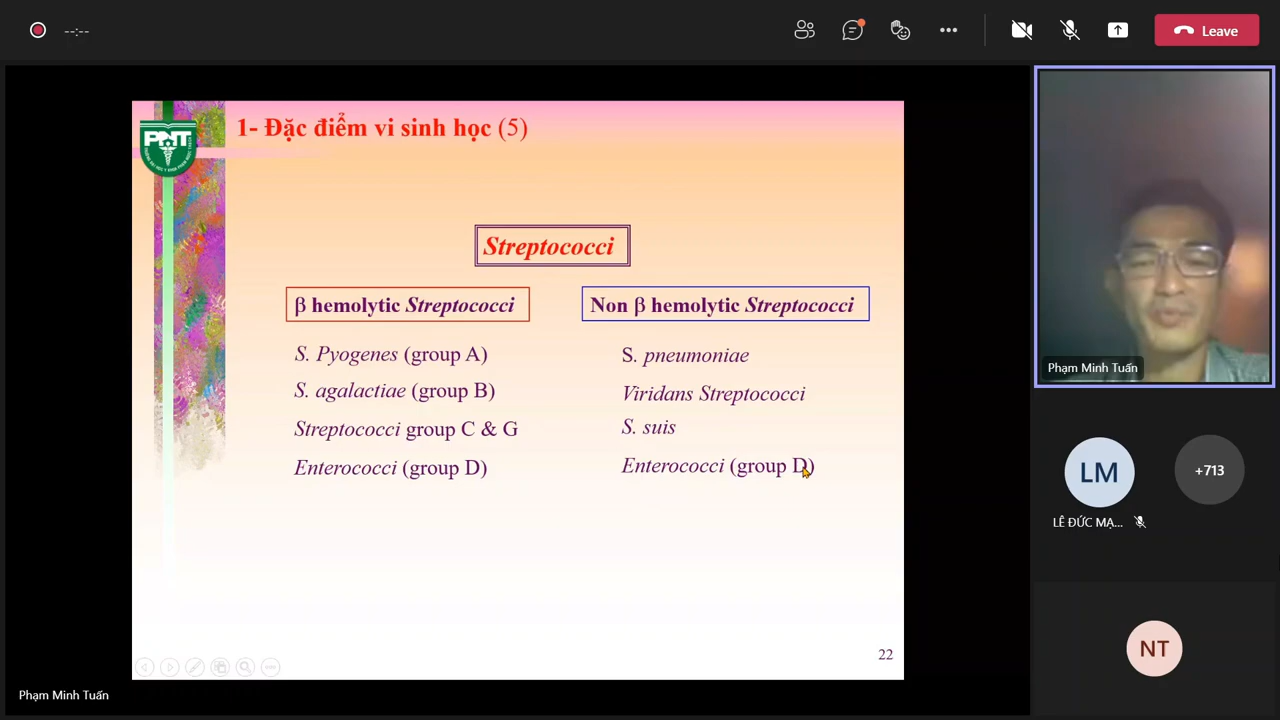 --:--
Leave
1- Đặc điểm vi sinh học (5)
PNT
Streptococci
β hemolytic Streptococci
Non β hemolytic Streptococci
S. Pyogenes (group A)
S. pneumoniae
S. agalactiae (group B)
Viridans Streptococci
Streptococci group C & G
S. suis
Enterococci (group D)
Enterococci (group D)
22
Phạm Minh Tuấn
Phạm Minh Tuấn
LM
LÊ ĐỨC MẠ...
+713
NT